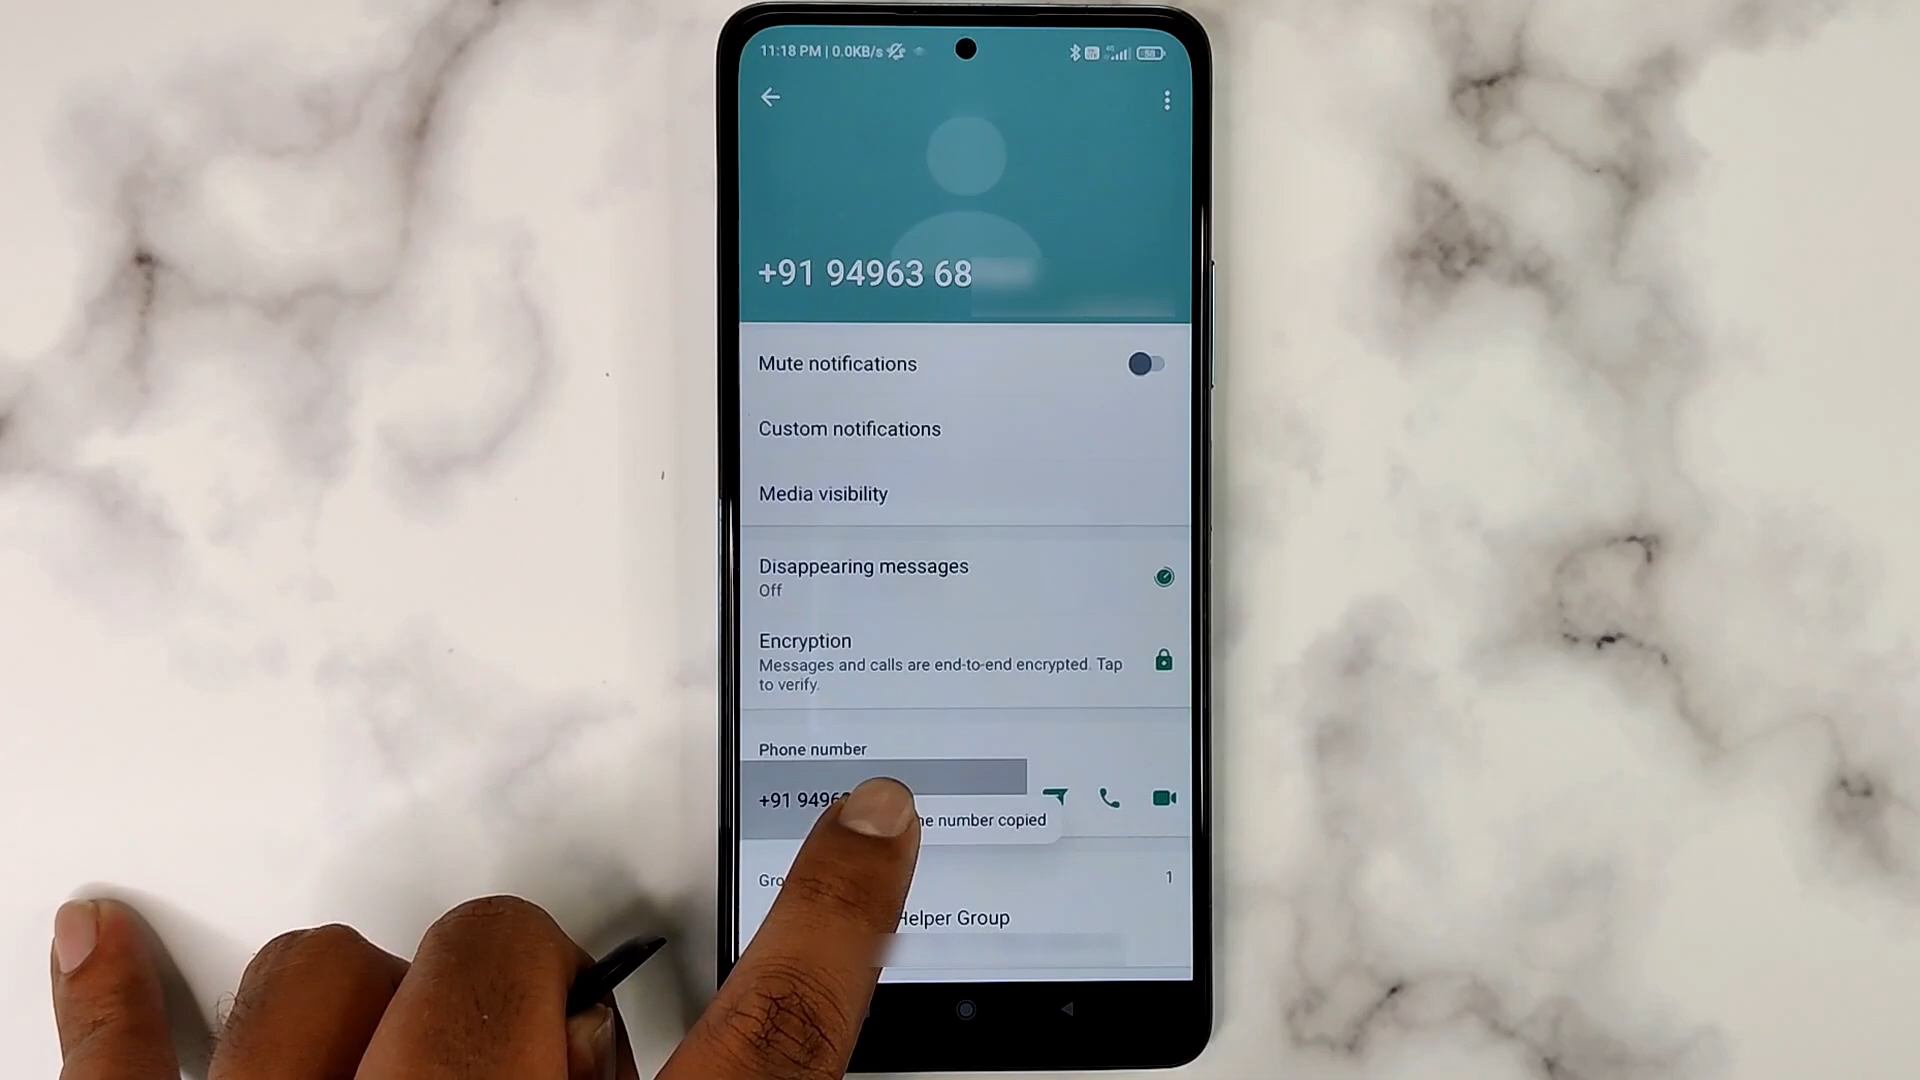 11:18 PM | 0.0KB/s
4G
58
+91 94963 68
Mute notifications
Custom notifications
Media visibility
Disappearing messages
Off
Encryption
Messages and calls are end-to-end encrypted. Tap
to verify.
Phone number
+91 9496
number copied
1
Helper Group